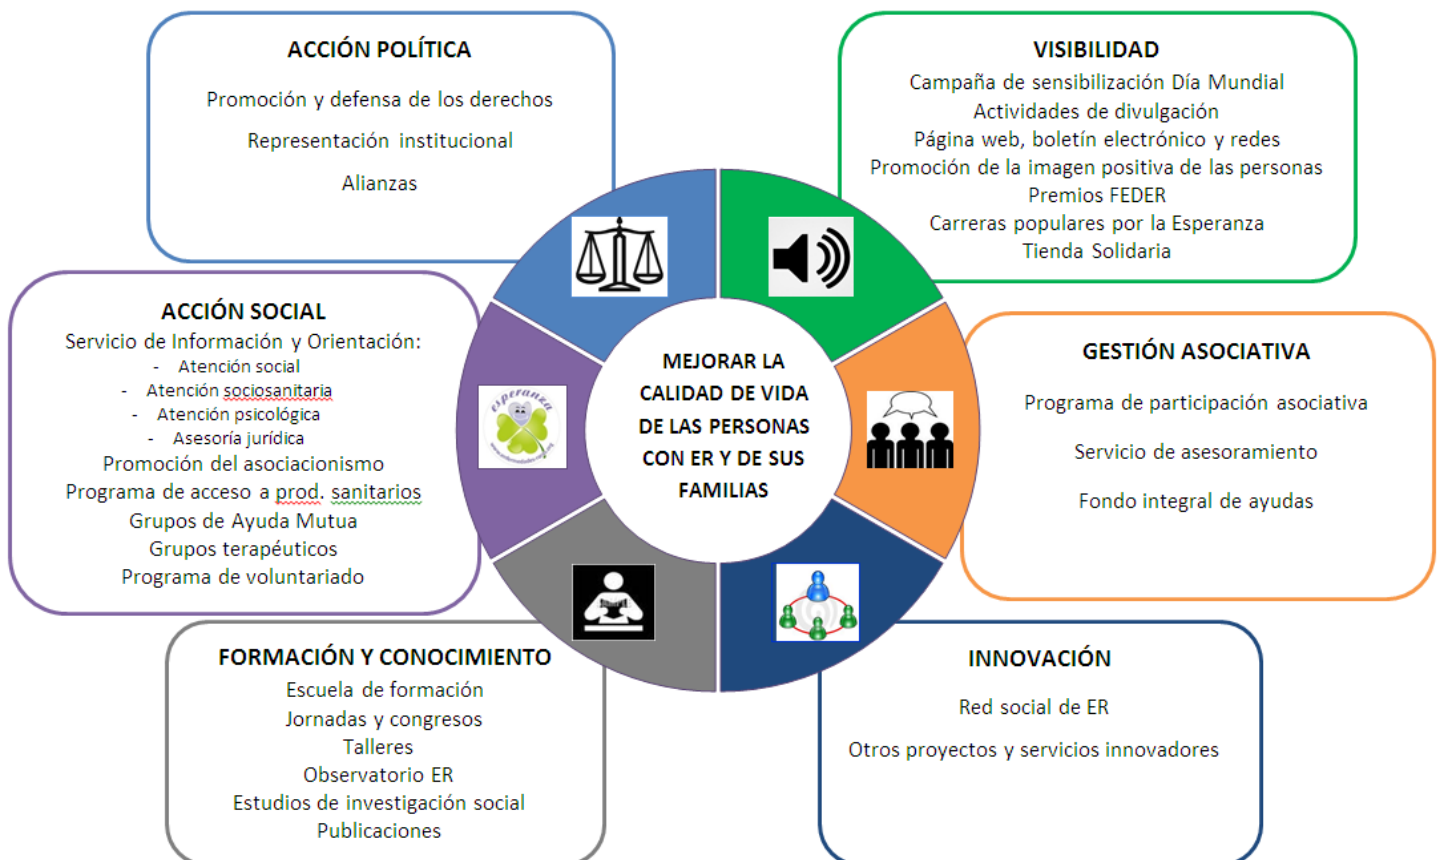 ACCIÓN POLÍTICA
Promoción y defensa de los derechos
Representación institucional
Alianzas
VISIBILIDAD
Campaña de sensibilización Día Mundial
Actividades de divulgación
Página web, boletín electrónico y redes
Promoción de la imagen positiva de las personas
Premios FEDER
Carreras populares por la Esperanza
Tienda Solidaria
ACCIÓN SOCIAL
Servicio de Información y Orientación:
- Atención social
- Atención sociosanitaria
- Atención psicológica
- Asesoría jurídica
Promoción del asociacionismo
Programa de acceso a prod. sanitarios
Grupos de Ayuda Mutua
Grupos terapéuticos
Programa de voluntariado
esperanza
MEJORAR LA
CALIDAD DE VIDA
DE LAS PERSONAS
CON ER Y DE SUS
FAMILIAS
GESTIÓN ASOCIATIVA
Programa de participación asociativa
Servicio de asesoramiento
Fondo integral de ayudas
FORMACIÓN Y CONOCIMIENTO
Escuela de formación
Jornadas y congresos
Talleres
Observatorio ER
Estudios de investigación social
Publicaciones
INNOVACIÓN
Red social de ER
Otros proyectos y servicios innovadores